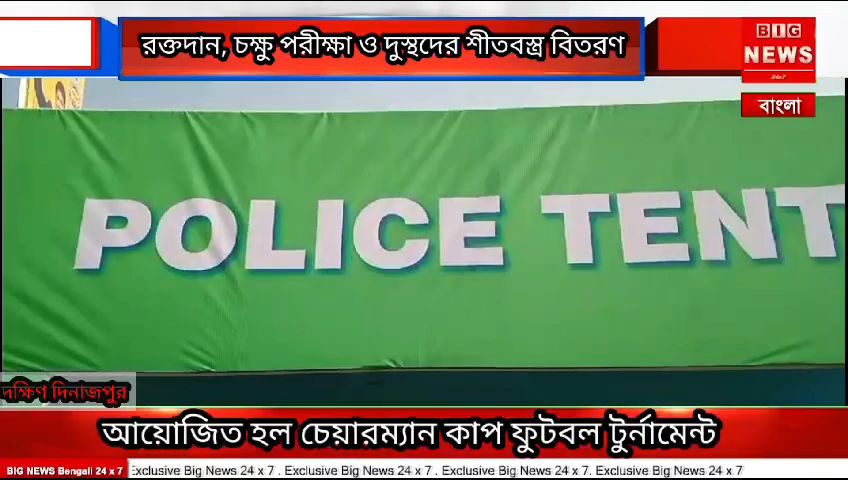 রক্তদান, চক্ষু পরীক্ষা ও দুস্থদের শীতবস্ত্র বিতরণ
BIG
NEWS
24x7
বাংলা
POLICE TENT
দক্ষিণ দিনাজপুর
আয়োজিত হল চেয়ারম্যান কাপ ফুটবল টুর্নামেন্ট
BIG NEWS Bengali 24 x 7
Exclusive Big News 24 x 7 . Exclusive Big News 24 x 7 . Exclusive Big News 24 x 7. Exclusive Big News 24 x 7